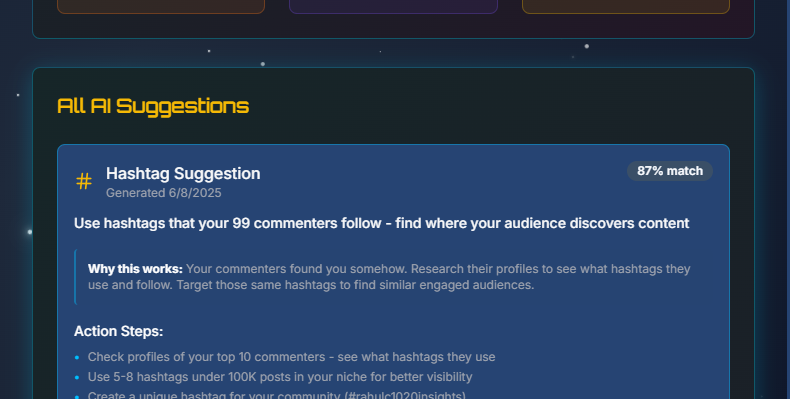 All AI Suggestions
Hashtag Suggestion
87% match
Generated 6/8/2025
Use hashtags that your 99 commenters follow - find where your audience discovers content
Why this works: Your commenters found you somehow. Research their profiles to see what hashtags they
use and follow. Target those same hashtags to find similar engaged audiences.
Action Steps:
• Check profiles of your top 10 commenters - see what hashtags they use
• Use 5-8 hashtags under 100K posts in your niche for better visibility
• Create a unique hashtag for your community (#rahulc1020insights)